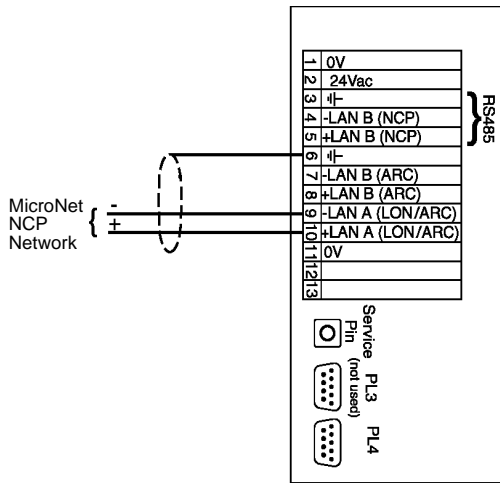 1 0V
2 24Vac
3
4 -LAN B (NCP)
5 +LAN B (NCP)
6
7 -LAN B (ARC)
8 +LAN B (ARC)
9 -LAN A (LON/ARC)
10 +LAN A (LON/ARC)
11 0V
12
13
RS485
MicroNet
NCP
Network
-
+
Service
Pin
PL3
(not used)
PL4